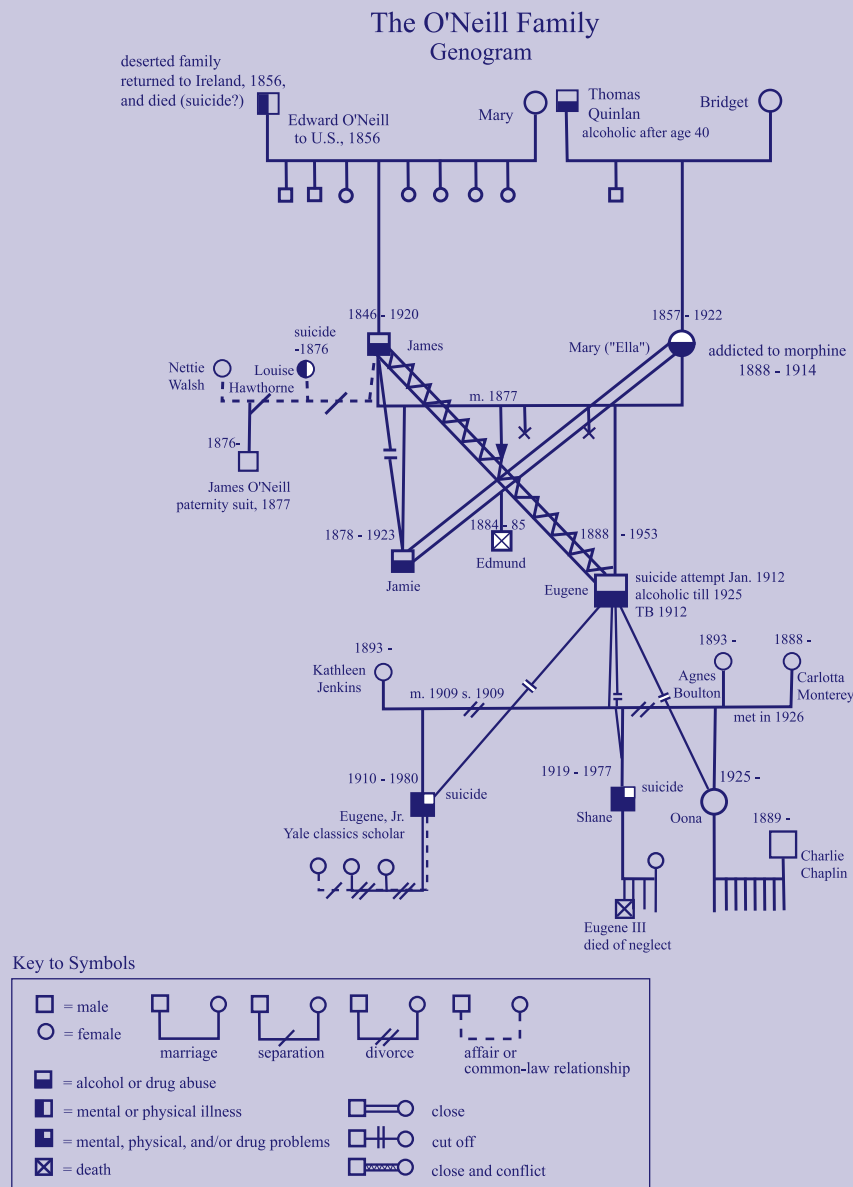 The O'Neill Family
Genogram
deserted family
returned to Ireland, 1856,
and died (suicide?)
Edward O'Neill
to U.S., 1856
Mary
Thomas
Quinlan
alcoholic after age 40
Bridget
1846 - 1920
James
1857 - 1922
Mary ("Ella")
addicted to morphine
1888 - 1914
suicide
-1876
Nettie
Walsh
Louise
Hawthorne
m. 1877
1876-
James O'Neill
paternity suit, 1877
1878 - 1923
Jamie
1884 - 85
Edmund
1888 - 1953
Eugene
suicide attempt Jan. 1912
alcoholic till 1925
TB 1912
1893 -
Kathleen
Jenkins
m. 1909 s. 1909
1893 -
Agnes
Boulton
1888 -
Carlotta
Monterey
met in 1926
1910 - 1980
suicide
Eugene, Jr.
Yale classics scholar
1919 - 1977
suicide
Shane
1925 -
Oona
1889 -
Charlie
Chaplin
Eugene III
died of neglect
Key to Symbols
= male
= female
marriage
separation
divorce
affair or
common-law relationship
= alcohol or drug abuse
= mental or physical illness
= mental, physical, and/or drug problems
= death
close
cut off
close and conflict